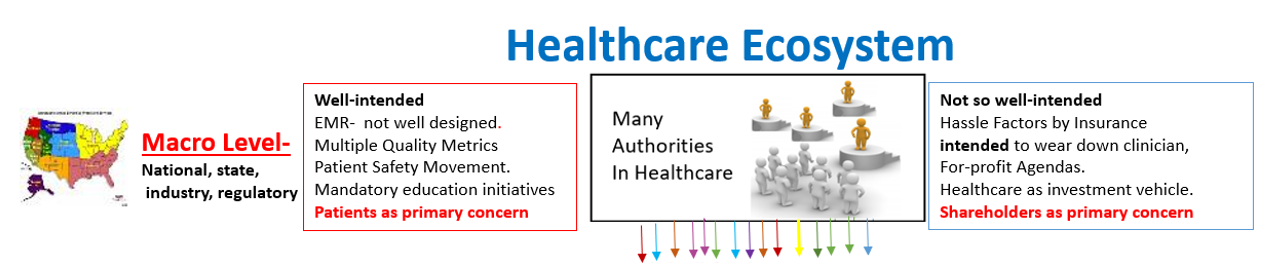 Healthcare Ecosystem
Macro Level-
National, state,
industry, regulatory
Well-intended
EMR- not well designed.
Multiple Quality Metrics
Patient Safety Movement.
Mandatory education initiatives
Patients as primary concern
Many
Authorities
In Healthcare
Not so well-intended
Hassle Factors by Insurance
intended to wear down clinician,
For-profit Agendas.
Healthcare as investment vehicle.
Shareholders as primary concern